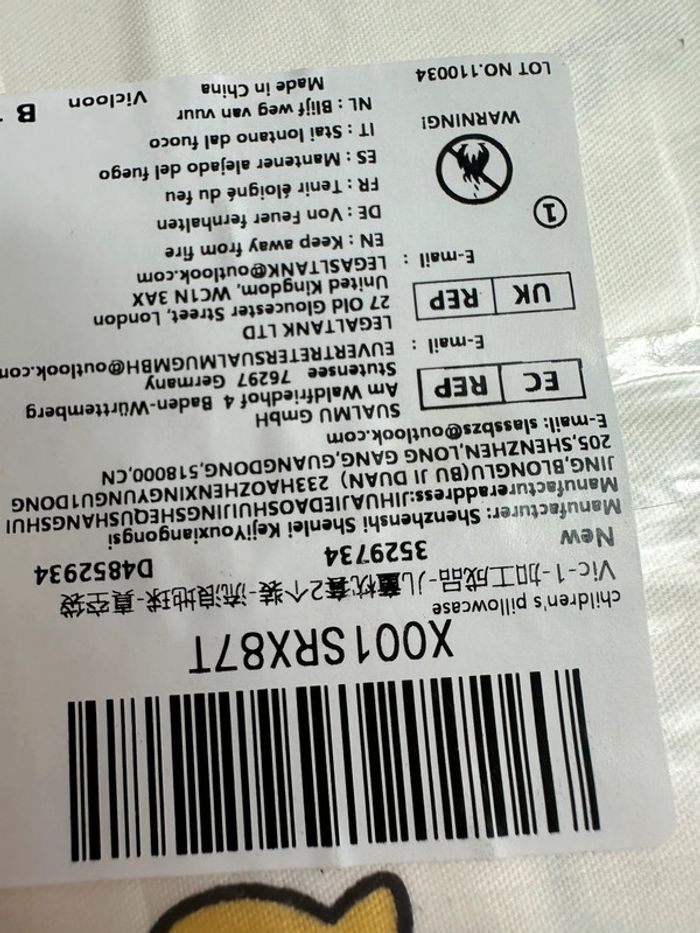 X001SRX87T
children's pillowcase
Vic-1-加工成品-儿童枕套2个装-流浪地球-真空袋
3529734 D4852934
New
Manufacturer: Shenzhenshi Shenlei KejiYouxiangongsi
Manufactureraddress:JIHUAJIEDAOSHUIJINGSHEQUSHANGSHUI
JING,BLONGLU(BU JI DUAN) 233HAOZHENXINGYUNGU1DONG
205,SHENZHEN,LONG GANG,GUANGDONG,518000,CN
E-mail: slassbzs@outlook.com
EC REP
SUALMU GmbH
Am Waldfriedhof 4 Baden-Württemberg
Stutensee 76297 Germany
E-mail : EUVERTRETERSUALMUGMBH@outlook.com
UK REP
LEGALTANK LTD
27 Old Gloucester Street, London,
United Kingdom, WC1N 3AX
E-mail : LEGASLTANK@outlook.com
1
WARNING!
EN : Keep away from fire
DE : Von Feuer fernhalten
FR : Tenir éloigné du feu
ES : Mantener alejado del fuego
IT : Stai lontano dal fuoco
NL : Blijf weg van vuur
LOT NO.110034
Made in China
Vicloon
B